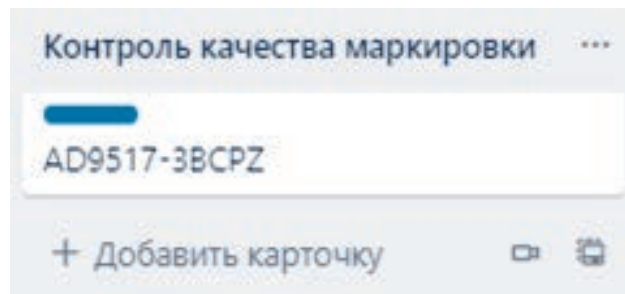 Контроль качества маркировки
AD9517-3BCPZ
+ Добавить карточку